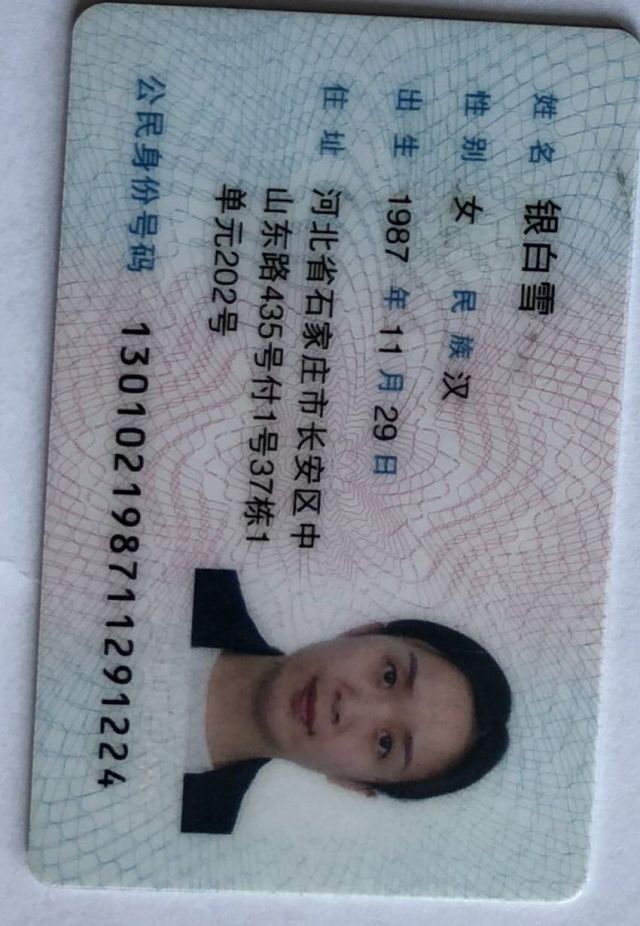 姓名 银白雪
性别 女 民族 汉
出生 1987 年 11 月 29 日
住址 河北省石家庄市长安区中
山东路435号付1号37栋1
单元202号
公民身份号码 130102198711291224